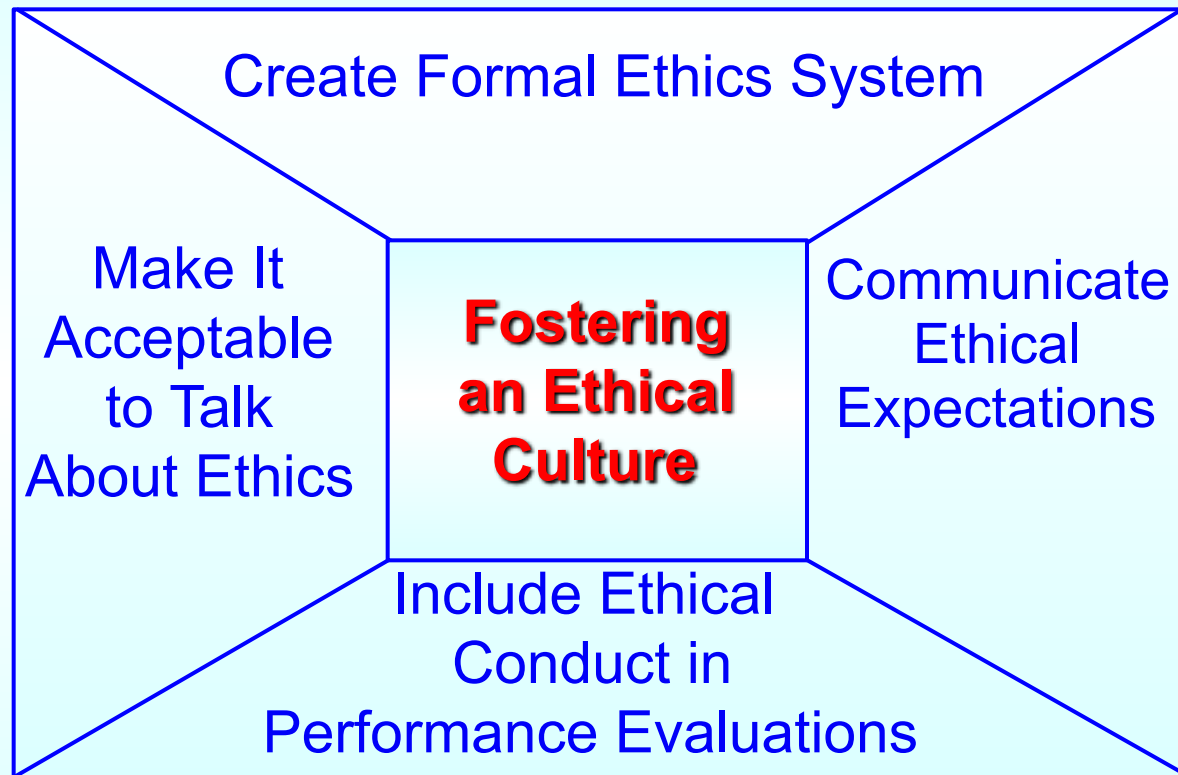 Create Formal Ethics System
Make It
Acceptable
to Talk
About Ethics
Fostering
an Ethical
Culture
Communicate
Ethical
Expectations
Include Ethical
Conduct in
Performance Evaluations